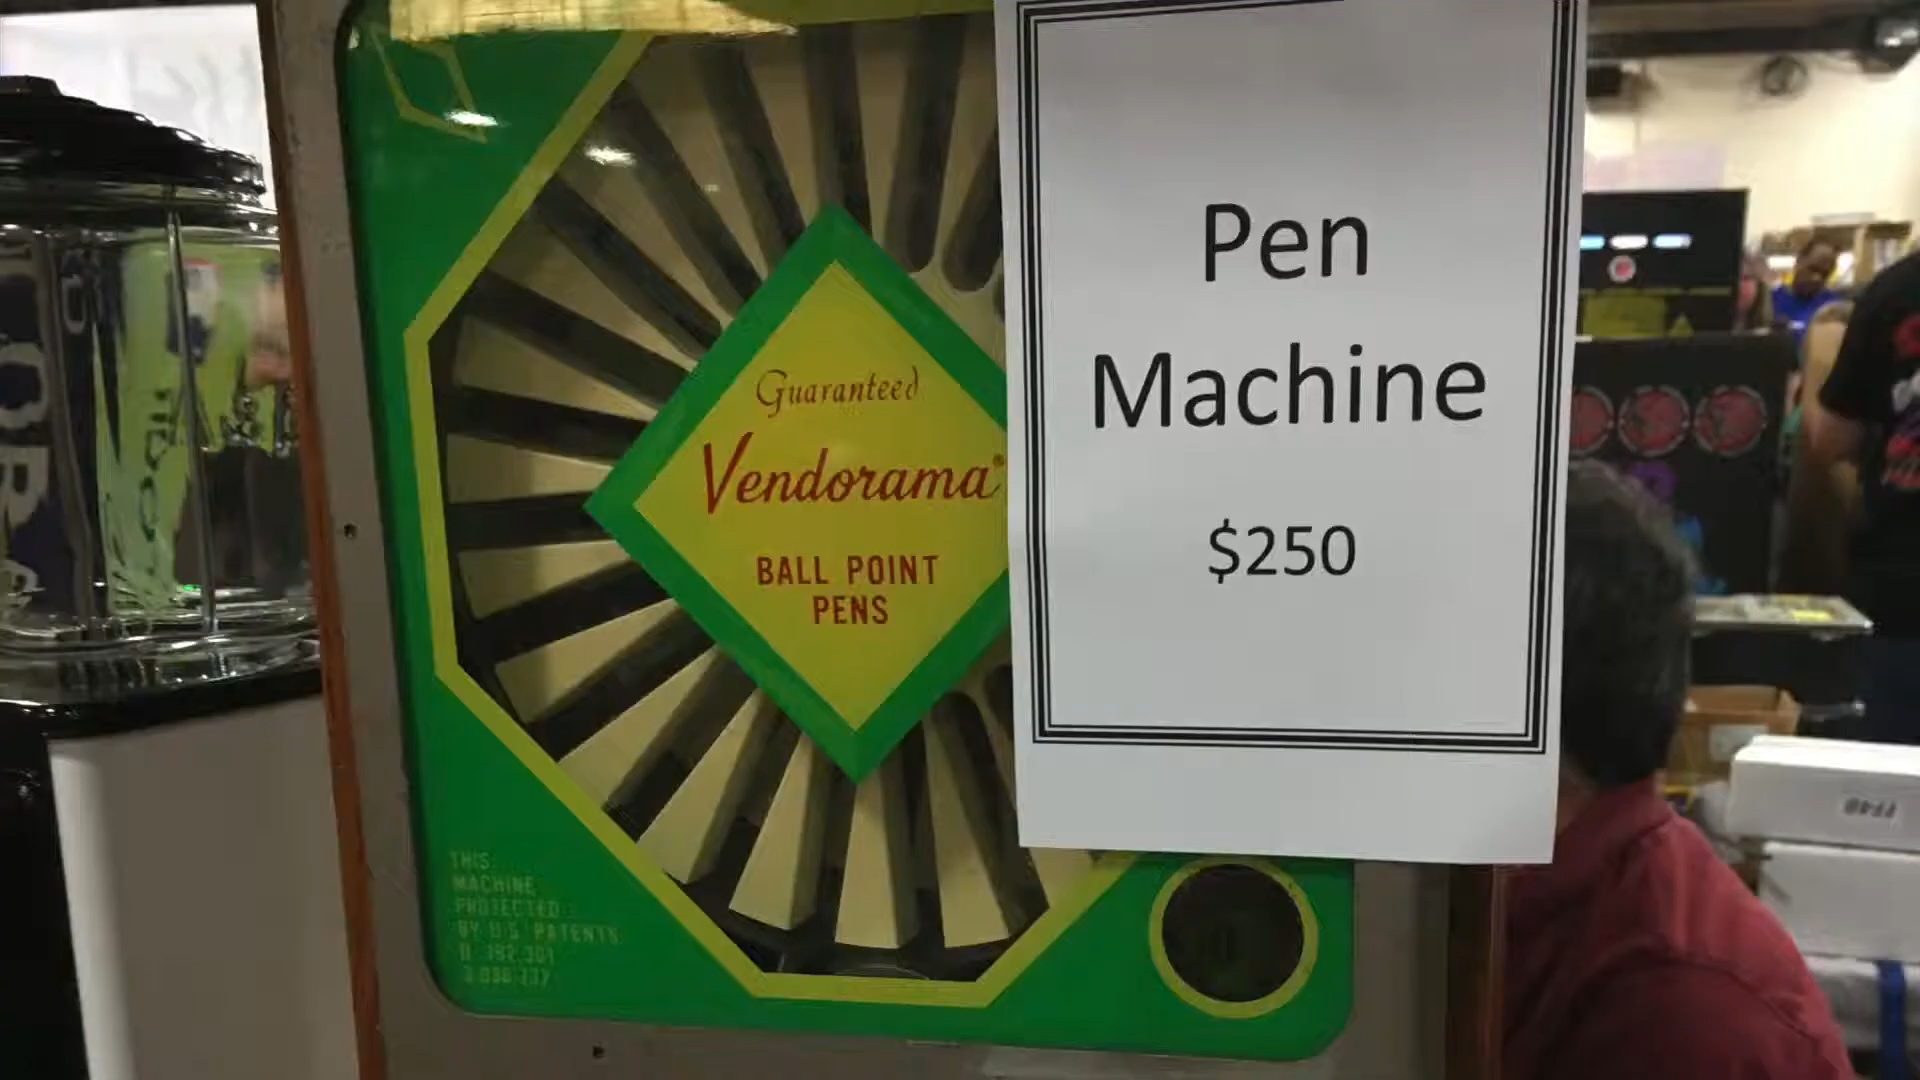 Guaranteed
Vendorama®
BALL POINT
PENS
Pen
Machine
$250
THIS
MACHINE
PROTECTED
BY U.S. PATENTS